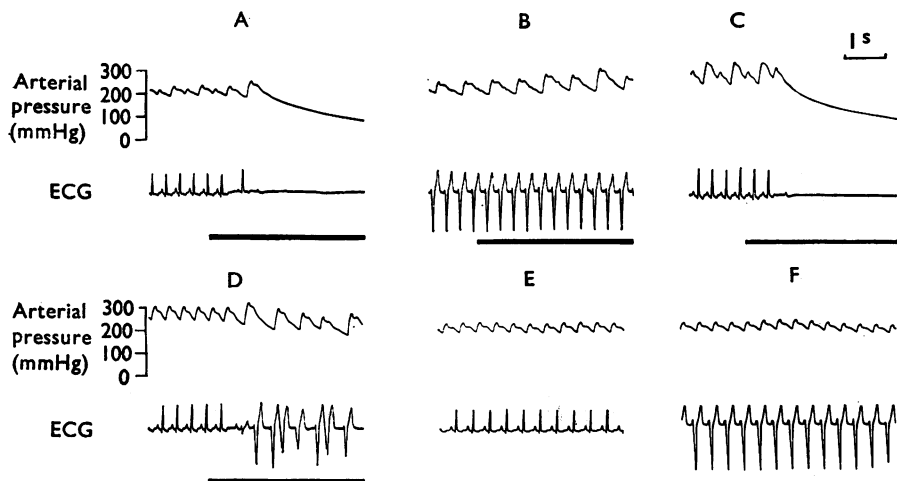 A B C
1 s
Arterial pressure (mmHg)
300
200
100
0
ECG
D E F
Arterial pressure (mmHg)
300
200
100
0
ECG